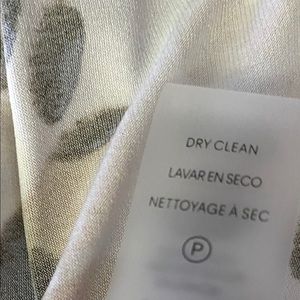 DRY CLEAN
LAVAR EN SECO
NETTOYAGE À SEC
P